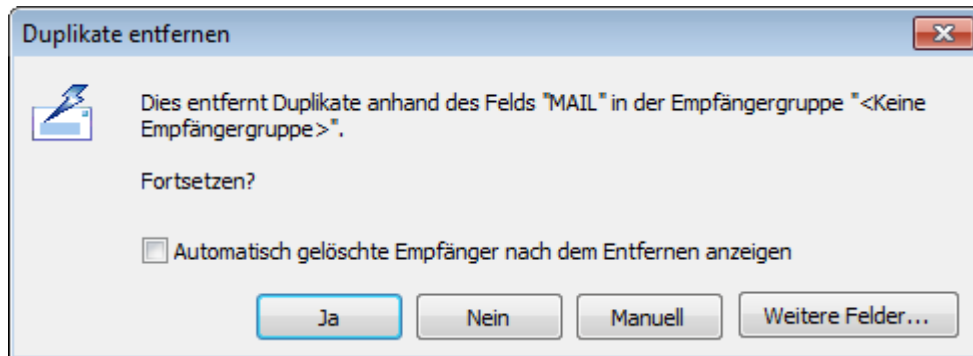 Duplikate entfernen
Dies entfernt Duplikate anhand des Felds "MAIL" in der Empfängergruppe "<Keine
Empfängergruppe>".
Fortsetzen?
Automatisch gelöschte Empfänger nach dem Entfernen anzeigen
Ja Nein Manuell Weitere Felder...